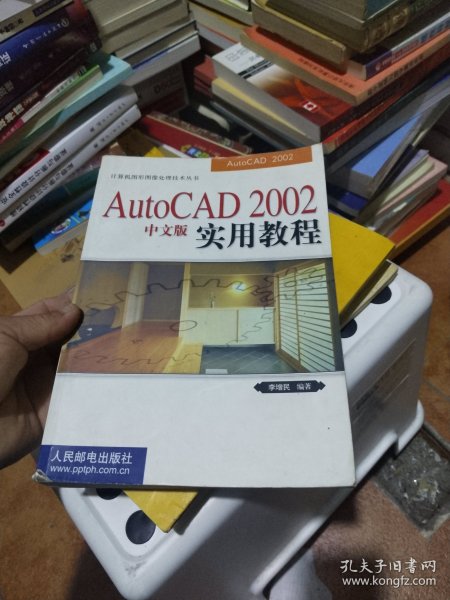 AutoCAD 2002
计算机图形图像处理技术丛书
AutoCAD 2002
中文版 实用教程
李增民 编著
人民邮电出版社
www.pptph.com.cn
孔夫子旧书网
www.kongfz.com